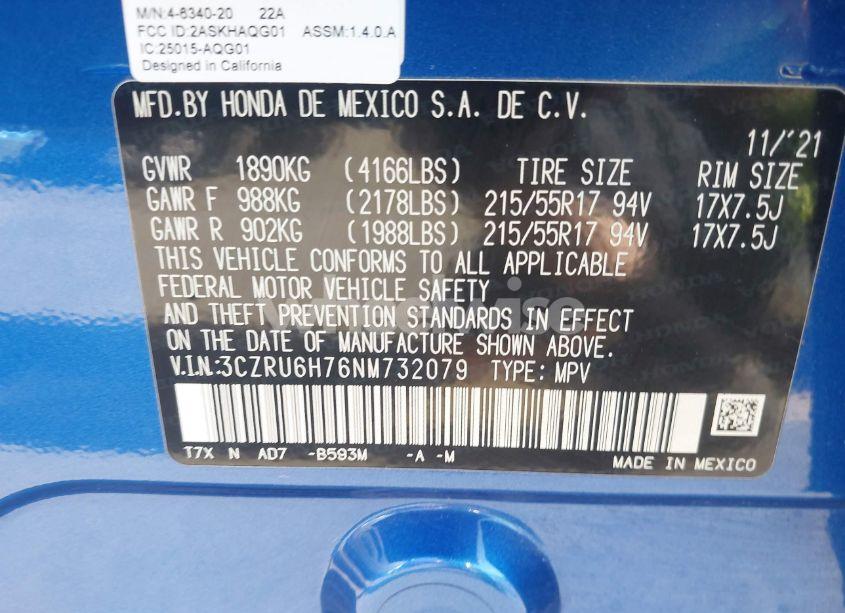 M/N:4-6340-20 22A
FCC ID:2ASKHAQG01 ASSM:1.4.0.A
IC:25015-AQG01
Designed in California
MFD.BY HONDA DE MEXICO S.A. DE C.V.
11/'21
GVWR 1890KG (4166LBS) TIRE SIZE RIM SIZE
GAWR F 988KG (2178LBS) 215/55R17 94V 17X7.5J
GAWR R 902KG (1988LBS) 215/55R17 94V 17X7.5J
THIS VEHICLE CONFORMS TO ALL APPLICABLE
FEDERAL MOTOR VEHICLE SAFETY
AND THEFT PREVENTION STANDARDS IN EFFECT
ON THE DATE OF MANUFACTURE SHOWN ABOVE.
V.I.N:3CZRU6H76NM732079 TYPE: MPV
T7X N AD7 -B593M -A -M
MADE IN MEXICO